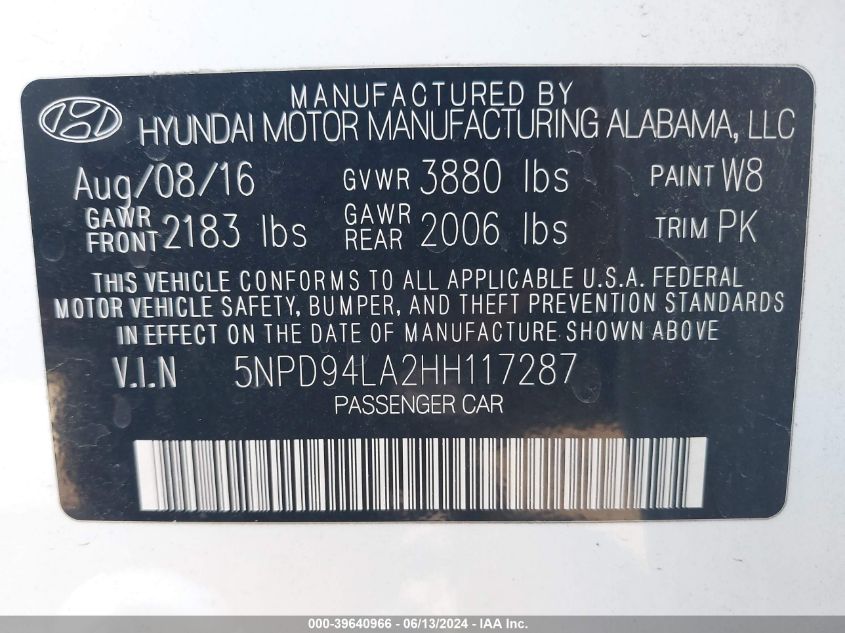 MANUFACTURED BY
HYUNDAI MOTOR MANUFACTURING ALABAMA, LLC
Aug/08/16 GVWR 3880 lbs PAINT W8
GAWR FRONT 2183 lbs GAWR REAR 2006 lbs TRIM PK
THIS VEHICLE CONFORMS TO ALL APPLICABLE U.S.A. FEDERAL
MOTOR VEHICLE SAFETY, BUMPER, AND THEFT PREVENTION STANDARDS
IN EFFECT ON THE DATE OF MANUFACTURE SHOWN ABOVE
V.I.N 5NPD94LA2HH117287
PASSENGER CAR
000-39640966 - 06/13/2024 - IAA Inc.